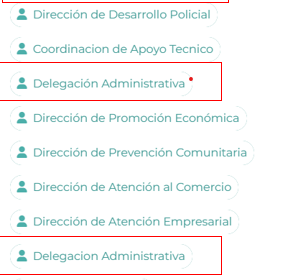 Dirección de Desarrollo Policial
Coordinacion de Apoyo Tecnico
Delegación Administrativa
Dirección de Promoción Económica
Dirección de Prevención Comunitaria
Dirección de Atención al Comercio
Dirección de Atención Empresarial
Delegacion Administrativa